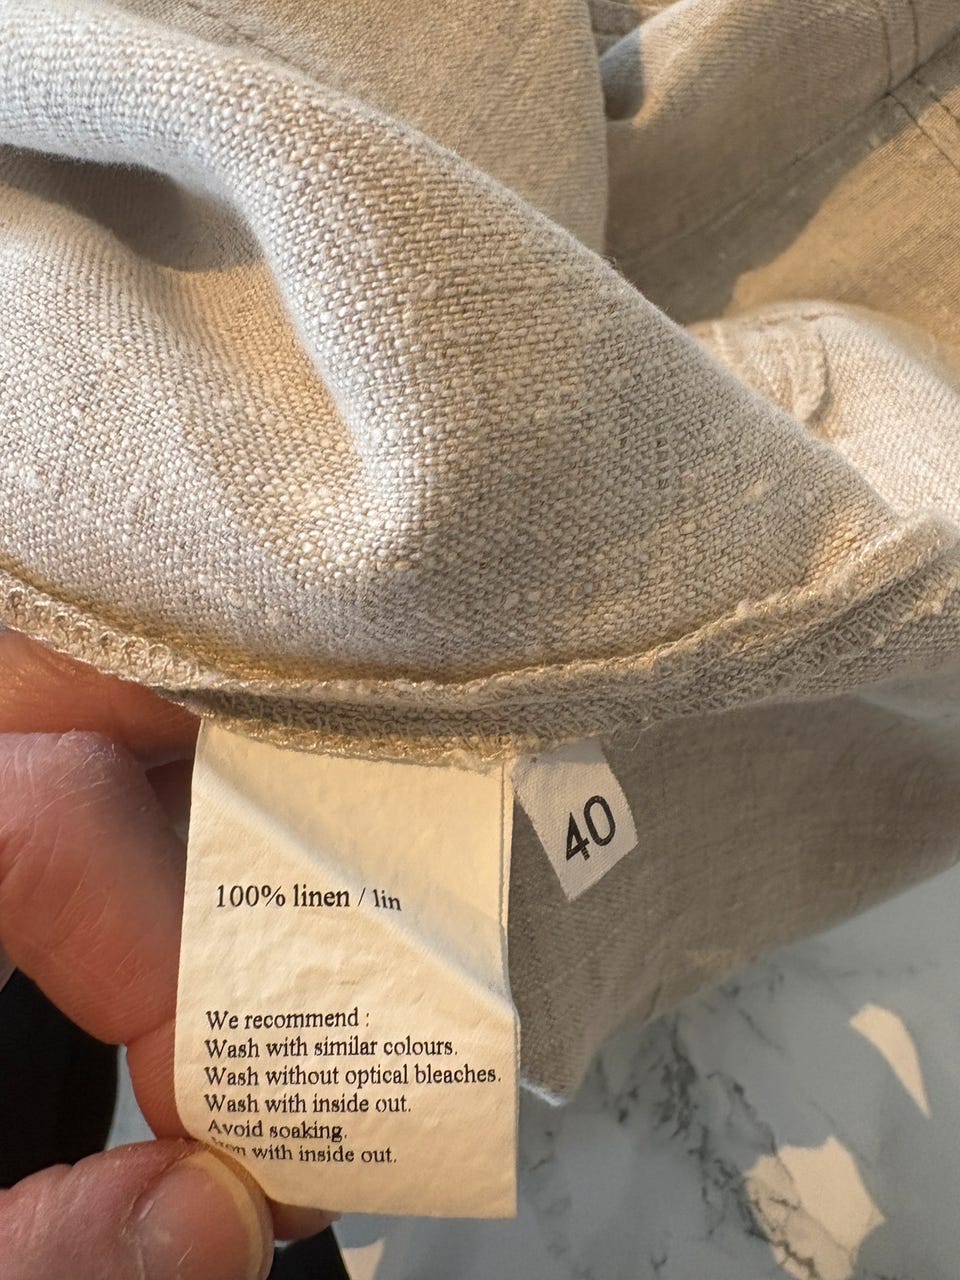 40
100% linen / lin
We recommend :
Wash with similar colours.
Wash without optical bleaches.
Wash with inside out.
Avoid soaking.
with inside out.